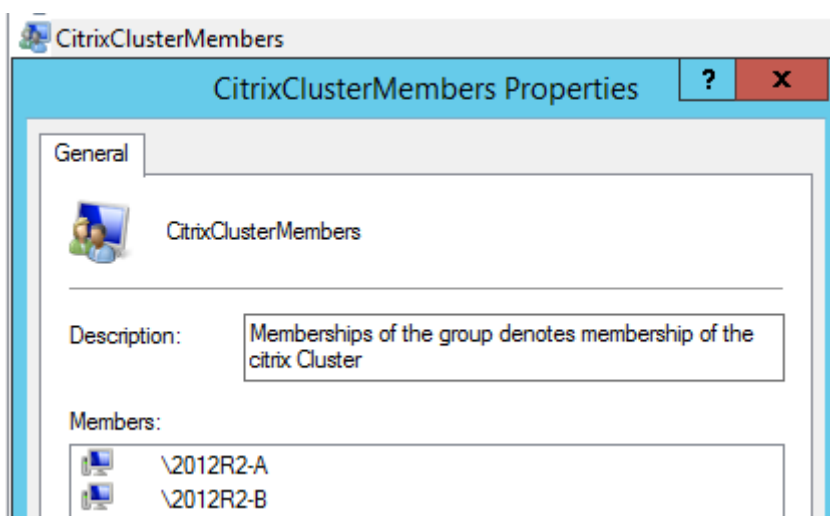 CitrixClusterMembers
CitrixClusterMembers Properties
?
x
General
CitrixClusterMembers
Description:
Memberships of the group denotes membership of the
citrix Cluster
Members:
\2012R2-A
\2012R2-B